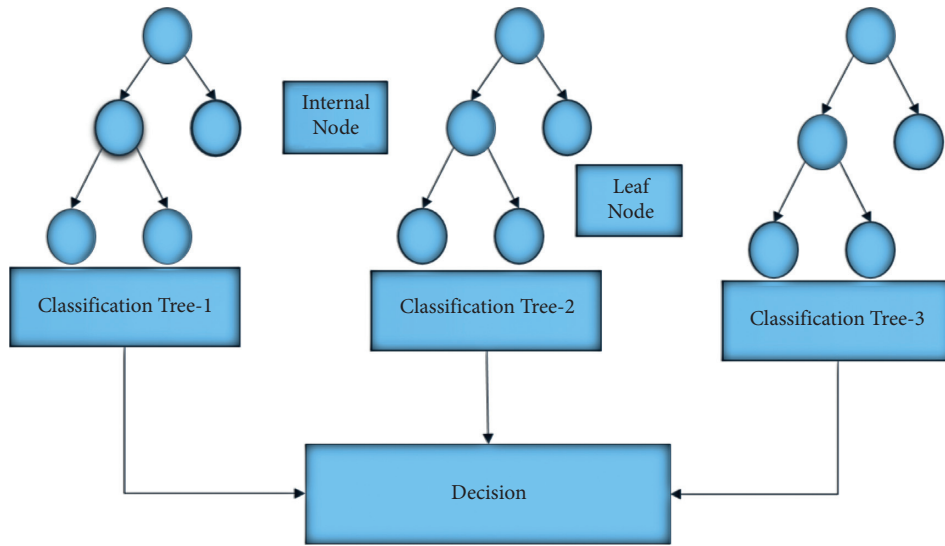 Internal
Node
Leaf
Node
Classification Tree-1
Classification Tree-2
Classification Tree-3
Decision